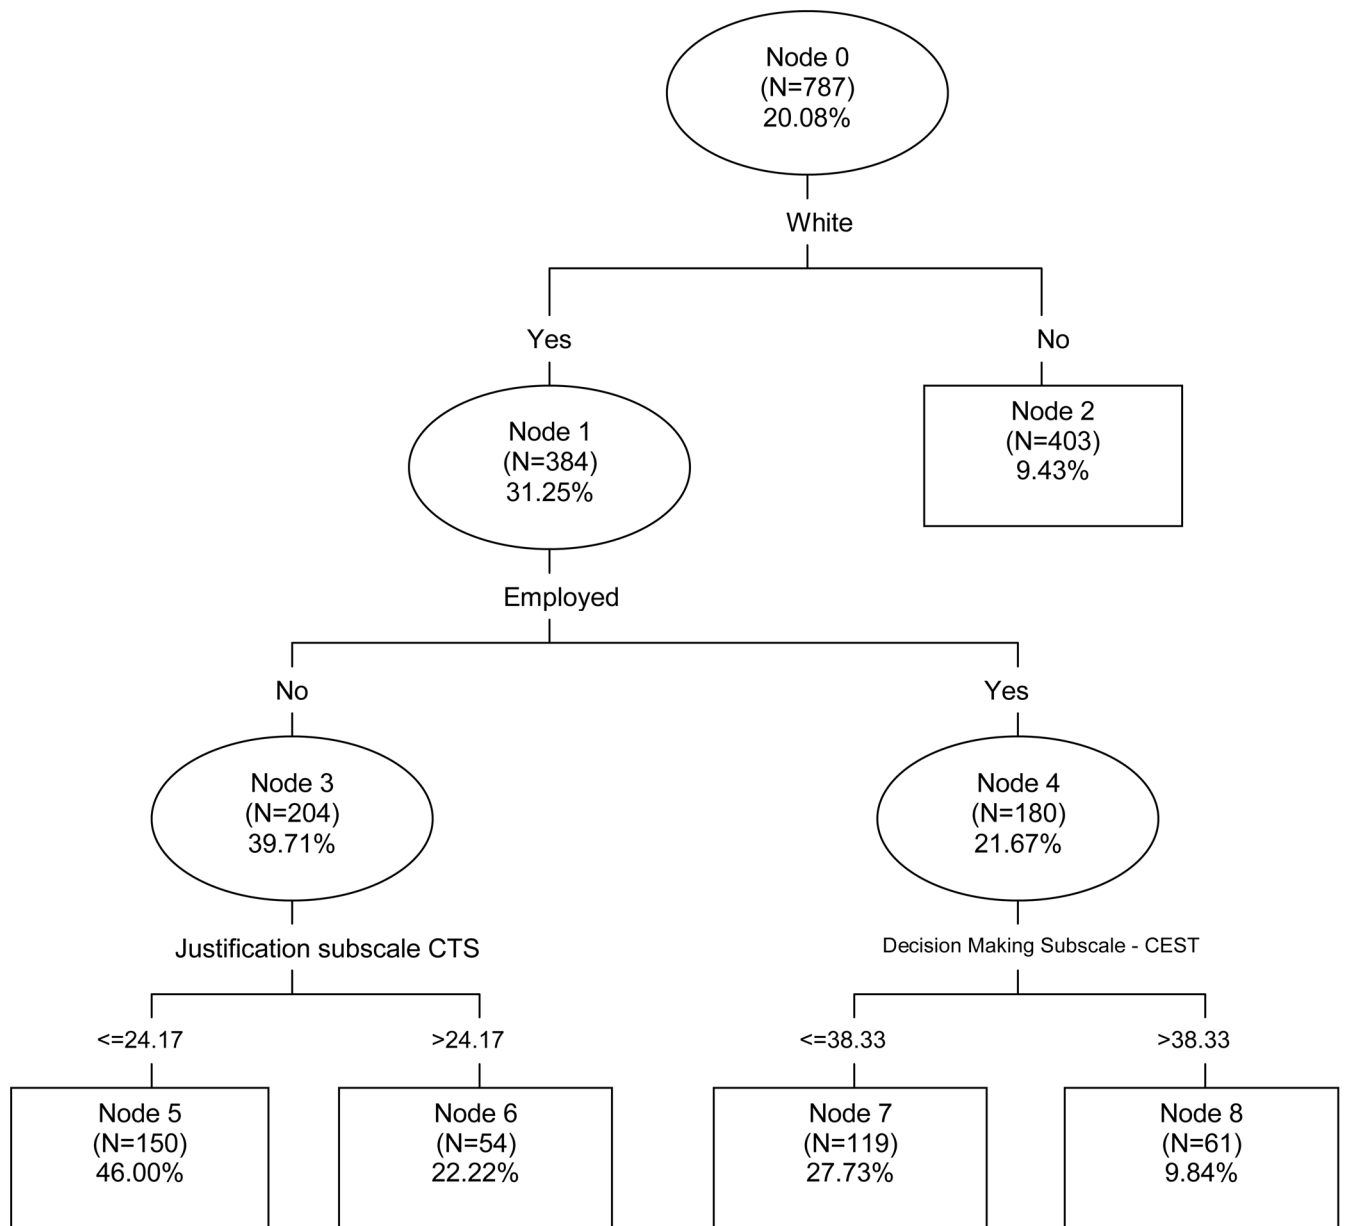 Node 0
(N=787)
20.08%
White
Yes
No
Node 1
(N=384)
31.25%
Node 2
(N=403)
9.43%
Employed
No
Yes
Node 3
(N=204)
39.71%
Node 4
(N=180)
21.67%
Justification subscale CTS
Decision Making Subscale - CEST
<=24.17
>24.17
<=38.33
>38.33
Node 5
(N=150)
46.00%
Node 6
(N=54)
22.22%
Node 7
(N=119)
27.73%
Node 8
(N=61)
9.84%